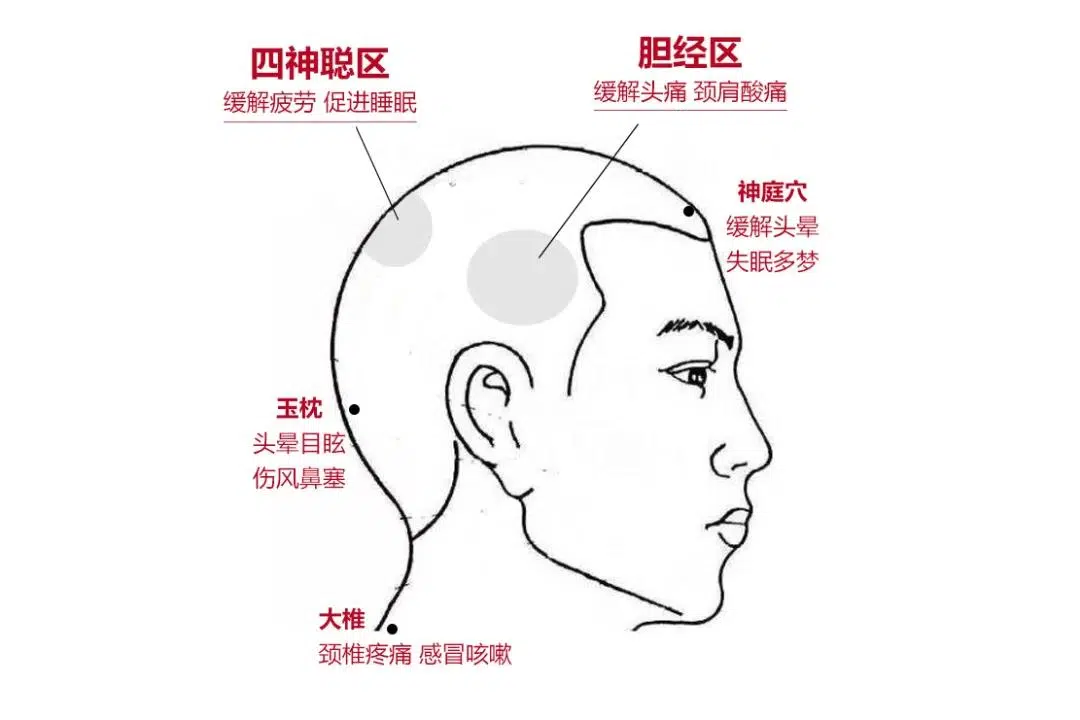 四神聪区
缓解疲劳 促进睡眠
胆经区
缓解头痛 颈肩酸痛
神庭穴
缓解头晕
失眠多梦
玉枕
头晕目眩
伤风鼻塞
大椎
颈椎疼痛 感冒咳嗽